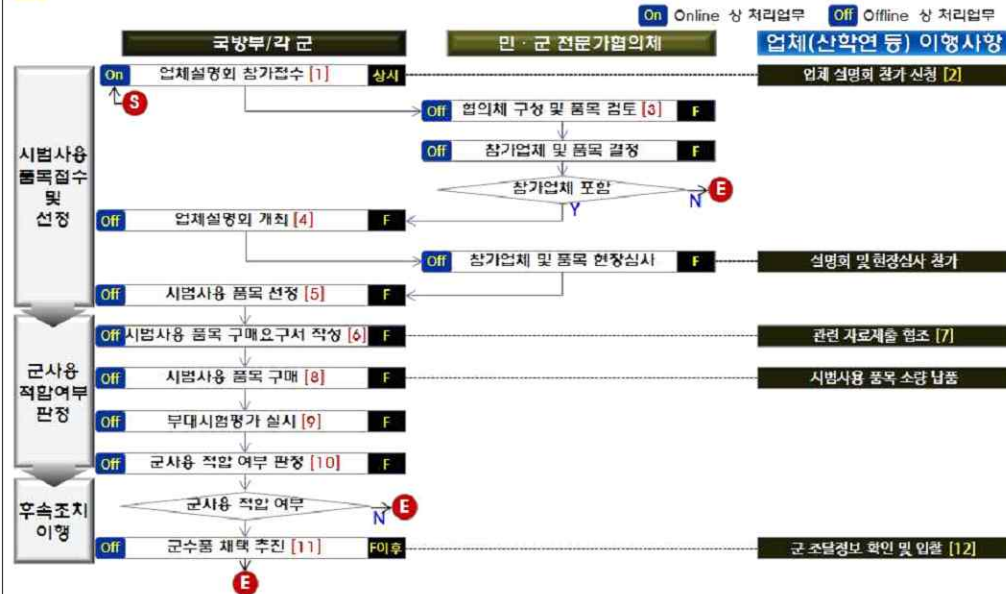 On Online 상 처리업무 Off Offline 상 처리업무
국방부/각 군 민·군 전문가협의체 업체(산학연 등) 이행사항
시범사용
품목접수
및
선정
On 업체설명회 참가접수 [1] 상시 업체 설명회 참가 신청 [2]
S
Off 협의체 구성 및 품목 검토 [3] F
Off 참가업체 및 품목 결정 F
참가업체 포함 N E
Y
Off 업체설명회 개최 [4] F
Off 참가업체 및 품목 현장심사 F 설명회 및 현장심사 참가
Off 시범사용 품목 선정 [5] F
군사용
적합여부
판정
Off 시범사용 품목 구매요구서 작성 [6] F 관련 자료제출 협조 [7]
Off 시범사용 품목 구매 [8] F 시범사용 품목 소량 납품
Off 부대시험평가 실시 [9] F
Off 군사용 적합 여부 판정 [10] F
후속조치
이행
군사용 적합 여부 N E
Off 군수품 채택 추진 [11] F이후 군 조달정보 확인 및 입찰 [12]
E